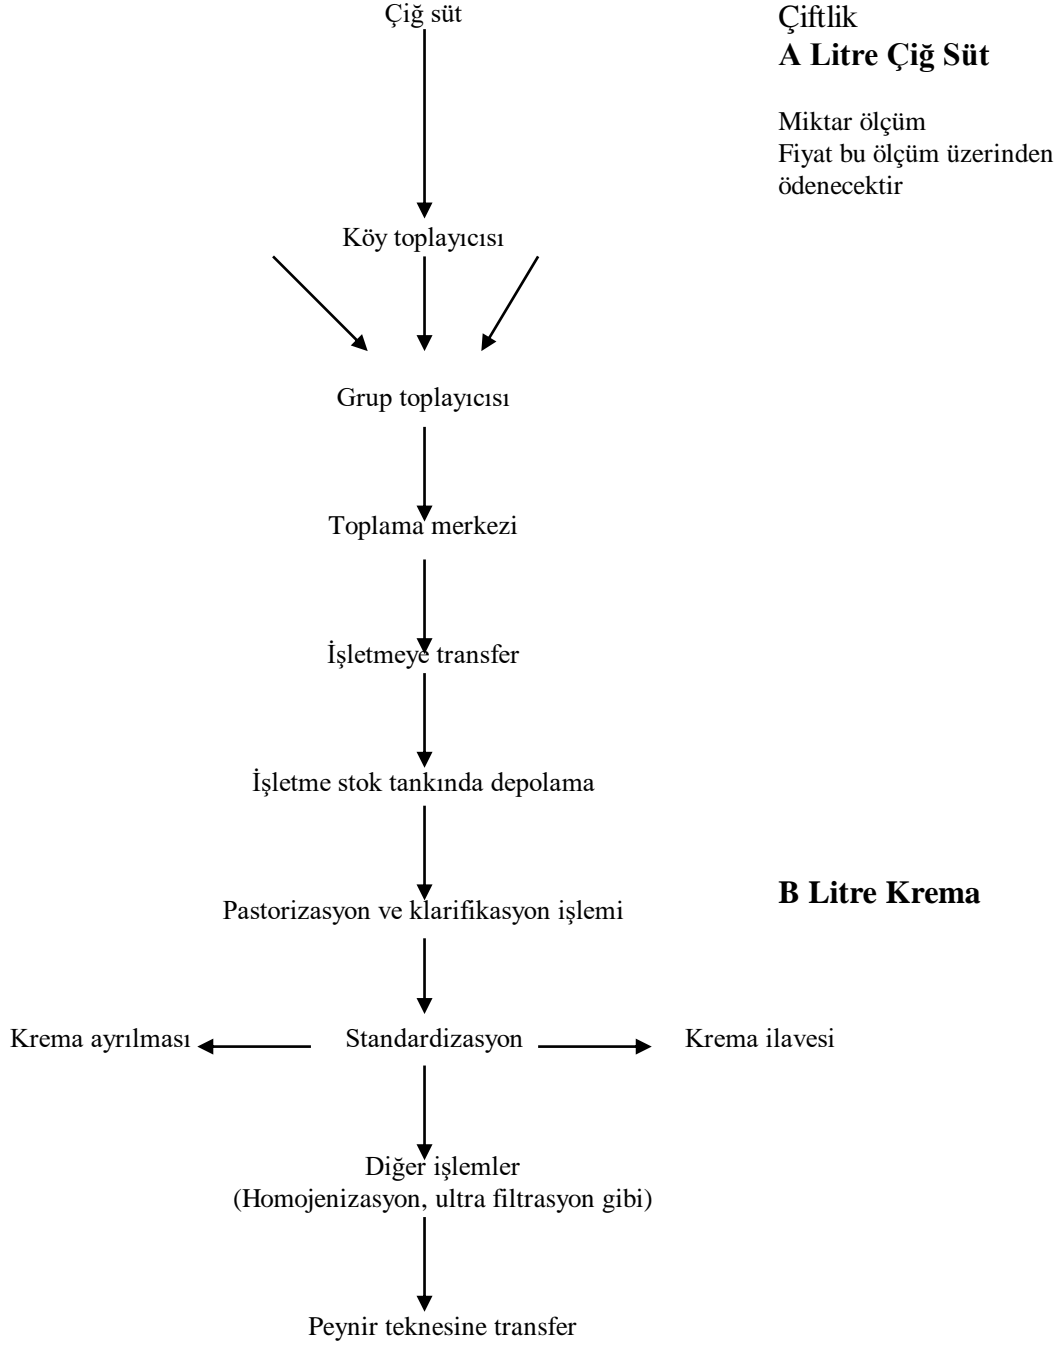 Çiğ süt
Çiftlik
A Litre Çiğ Süt
Miktar ölçüm
Fiyat bu ölçüm üzerinden
ödenecektir
Köy toplayıcısı
Grup toplayıcısı
Toplama merkezi
İşletmeye transfer
İşletme stok tankında depolama
B Litre Krema
Pastorizasyon ve klarifikasyon işlemi
Krema ayrılması
Standardizasyon
Krema ilavesi
Diğer işlemler
(Homojenizasyon, ultra filtrasyon gibi)
Peynir teknesine transfer